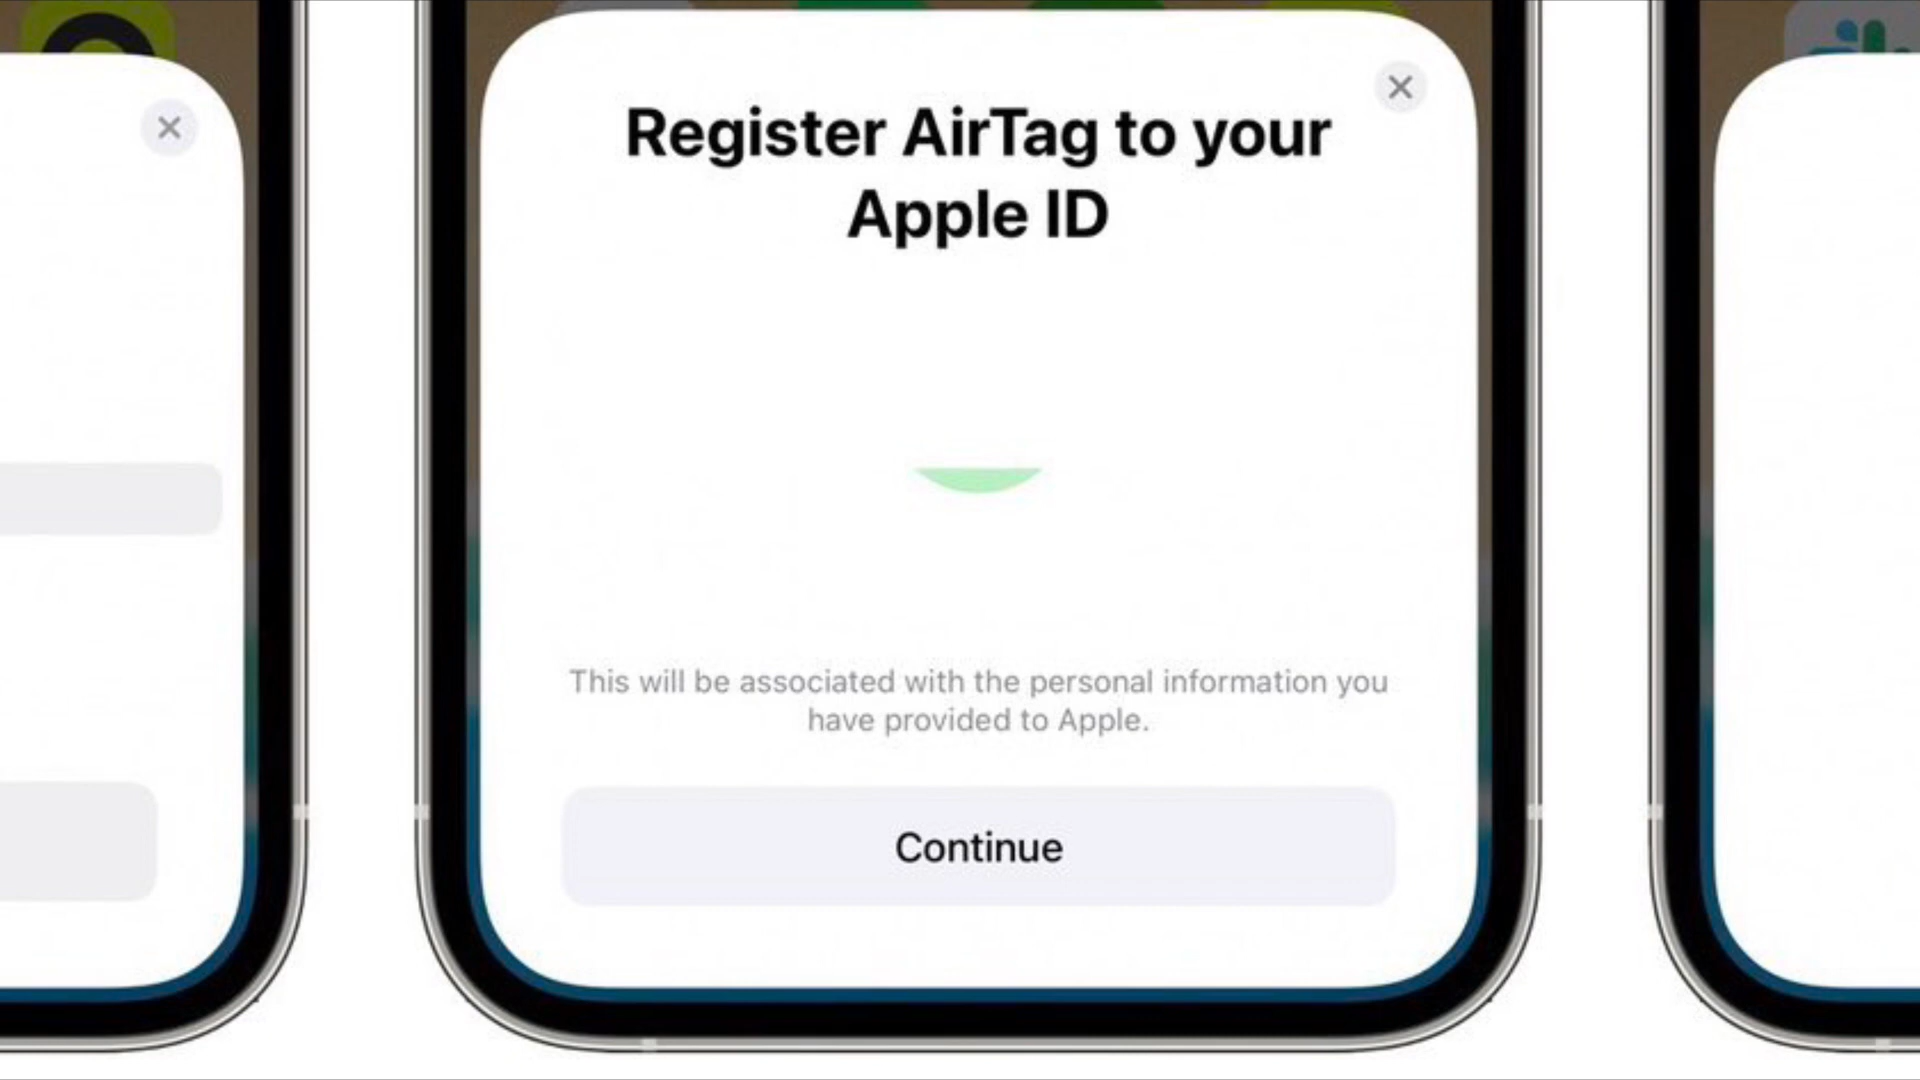 Register AirTag to your
Apple ID
This will be associated with the personal information you
have provided to Apple.
Continue